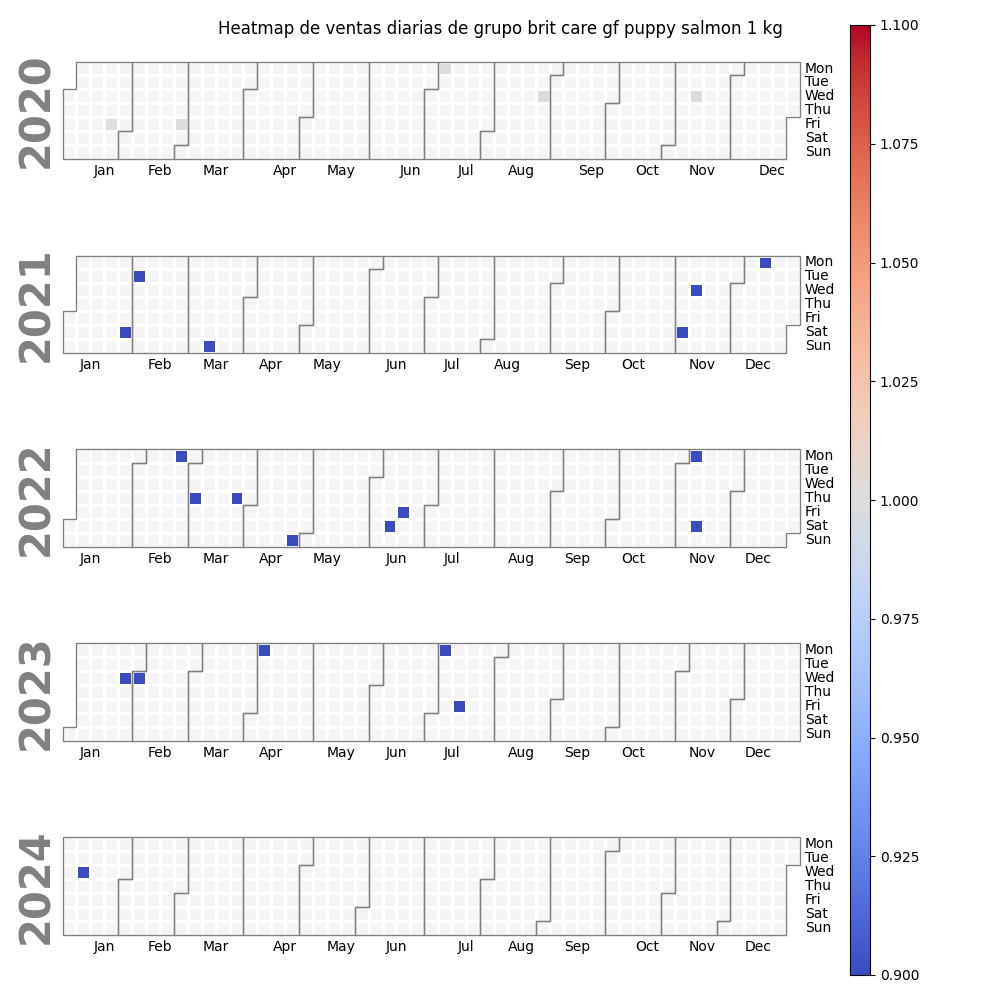 Heatmap de ventas diarias de grupo brit care gf puppy salmon 1 kg
2020
Mon
Tue
Wed
Thu
Fri
Sat
Sun
Jan Feb Mar Apr May Jun Jul Aug Sep Oct Nov Dec
2021
Mon
Tue
Wed
Thu
Fri
Sat
Sun
Jan Feb Mar Apr May Jun Jul Aug Sep Oct Nov Dec
2022
Mon
Tue
Wed
Thu
Fri
Sat
Sun
Jan Feb Mar Apr May Jun Jul Aug Sep Oct Nov Dec
2023
Mon
Tue
Wed
Thu
Fri
Sat
Sun
Jan Feb Mar Apr May Jun Jul Aug Sep Oct Nov Dec
2024
Mon
Tue
Wed
Thu
Fri
Sat
Sun
Jan Feb Mar Apr May Jun Jul Aug Sep Oct Nov Dec
1.100
1.075
1.050
1.025
1.000
0.975
0.950
0.925
0.900